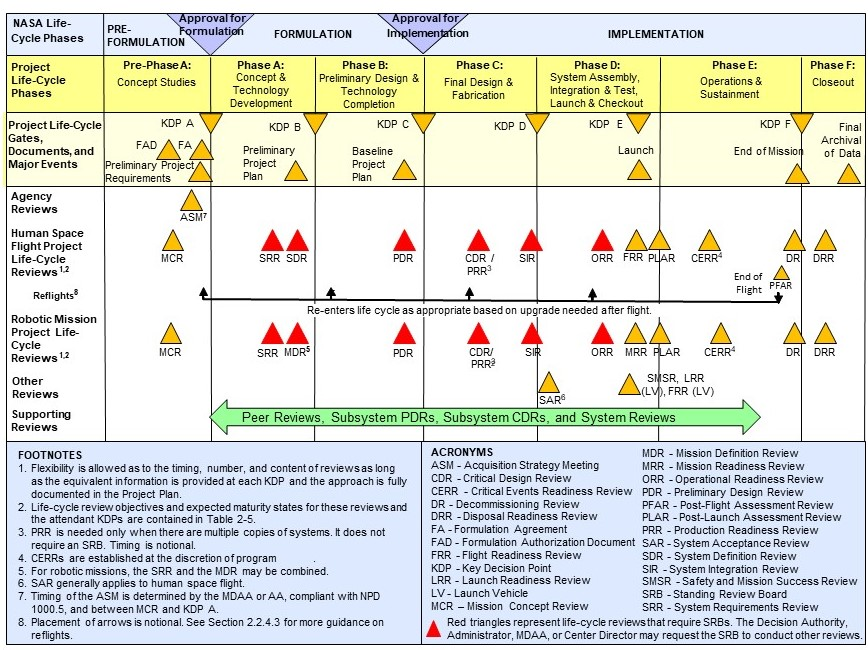 NASA Life-
Cycle Phases
PRE-
FORMULATION
Approval for
Formulation
FORMULATION
Approval for
Implementation
IMPLEMENTATION
Project
Life-Cycle
Phases
Pre-Phase A:
Concept Studies
Phase A:
Concept &
Technology
Development
Phase B:
Preliminary Design &
Technology
Completion
Phase C:
Final Design &
Fabrication
Phase D:
System Assembly,
Integration & Test,
Launch & Checkout
Phase E:
Operations &
Sustainment
Phase F:
Closeout
Project Life-Cycle
Gates,
Documents, and
Major Events
KDP A
FAD
FA
Preliminary Project
Requirements
KDP B
Preliminary
Project
Plan
KDP C
Baseline
Project
Plan
KDP D
KDP E
Launch
KDP F
End of Mission
Final
Archival
of Data
Agency
Reviews
ASM7
Human Space
Flight Project
Life-Cycle
Reviews 1,2
MCR
SRR
SDR
PDR
CDR /
PRR3
SIR
ORR
FRR
PLAR
CERR4
DR
DRR
End of
Flight
PFAR
Reflights8
Re-enters life cycle as appropriate based on upgrade needed after flight.
Robotic Mission
Project Life-
Cycle
Reviews 1,2
MCR
SRR
MDR5
PDR
CDR/
PRR3
SIR
ORR
MRR
PLAR
CERR4
DR
DRR
Other
Reviews
SAR6
SMSR, LRR
(LV), FRR (LV)
Supporting
Reviews
Peer Reviews, Subsystem PDRs, Subsystem CDRs, and System Reviews
FOOTNOTES
1. Flexibility is allowed as to the timing, number, and content of reviews as long
as the equivalent information is provided at each KDP and the approach is fully
documented in the Project Plan.
2. Life-cycle review objectives and expected maturity states for these reviews and
the attendant KDPs are contained in Table 2-5.
3. PRR is needed only when there are multiple copies of systems. It does not
require an SRB. Timing is notional.
4. CERRs are established at the discretion of program .
5. For robotic missions, the SRR and the MDR may be combined.
6. SAR generally applies to human space flight.
7. Timing of the ASM is determined by the MDAA or AA, compliant with NPD
1000.5, and between MCR and KDP A.
8. Placement of arrows is notional. See Section 2.2.4.3 for more guidance on
reflights.
ACRONYMS
ASM - Acquisition Strategy Meeting
CDR - Critical Design Review
CERR - Critical Events Readiness Review
DR - Decommissioning Review
DRR - Disposal Readiness Review
FA - Formulation Agreement
FAD - Formulation Authorization Document
FRR - Flight Readiness Review
KDP - Key Decision Point
LRR - Launch Readiness Review
LV - Launch Vehicle
MCR – Mission Concept Review
MDR - Mission Definition Review
MRR - Mission Readiness Review
ORR - Operational Readiness Review
PDR - Preliminary Design Review
PFAR - Post-Flight Assessment Review
PLAR - Post-Launch Assessment Review
PRR - Production Readiness Review
SAR - System Acceptance Review
SDR - System Definition Review
SIR - System Integration Review
SMSR - Safety and Mission Success Review
SRB - Standing Review Board
SRR - System Requirements Review
Red triangles represent life-cycle reviews that require SRBs. The Decision Authority,
Administrator, MDAA, or Center Director may request the SRB to conduct other reviews.